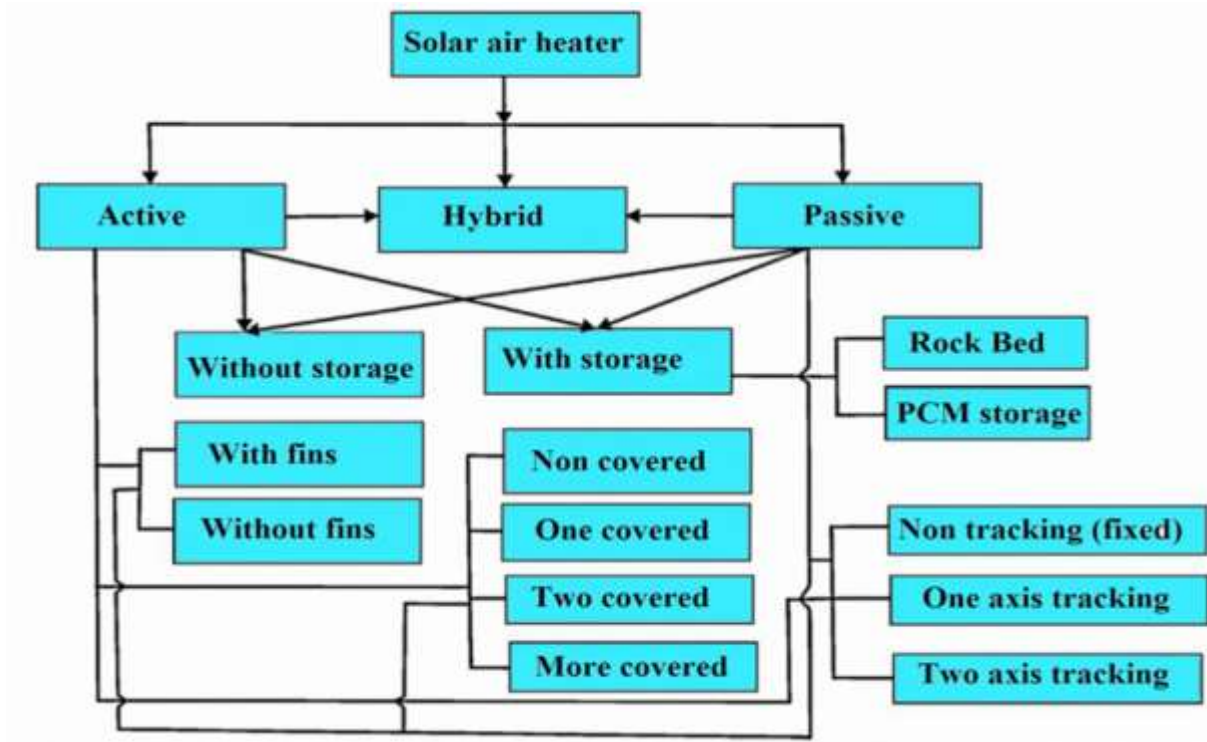 Solar air heater
Active
Hybrid
Passive
Without storage
With storage
Rock Bed
PCM storage
With fins
Without fins
Non covered
One covered
Two covered
More covered
Non tracking (fixed)
One axis tracking
Two axis tracking